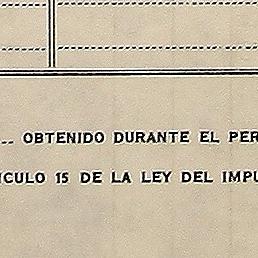 OBTENIDO DURANTE EL PER
ICULO 15 DE LA LEY DEL IMPU